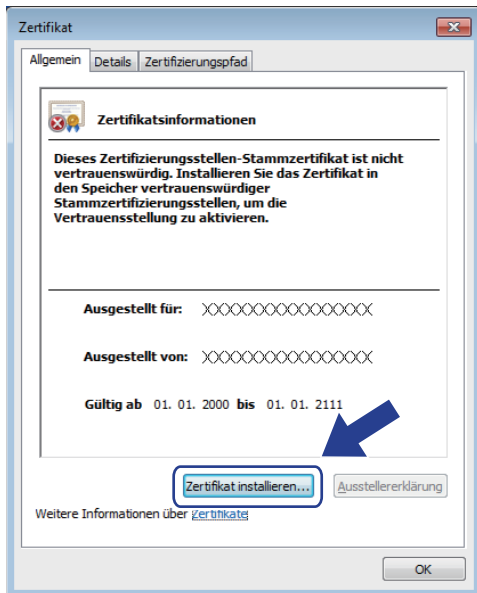 Zertifikat
Allgemein Details Zertifizierungspfad
Zertifikatsinformationen
Dieses Zertifizierungsstellen-Stammzertifikat ist nicht
vertrauenswürdig. Installieren Sie das Zertifikat in
den Speicher vertrauenswürdiger
Stammzertifizierungsstellen, um die
Vertrauensstellung zu aktivieren.
Ausgestellt für: XXXXXXXXXXXXXXXXX
Ausgestellt von: XXXXXXXXXXXXXXXXX
Gültig ab 01. 01. 2000 bis 01. 01. 2111
Zertifikat installieren... Ausstellererklärung
Weitere Informationen über Zertifikate
OK